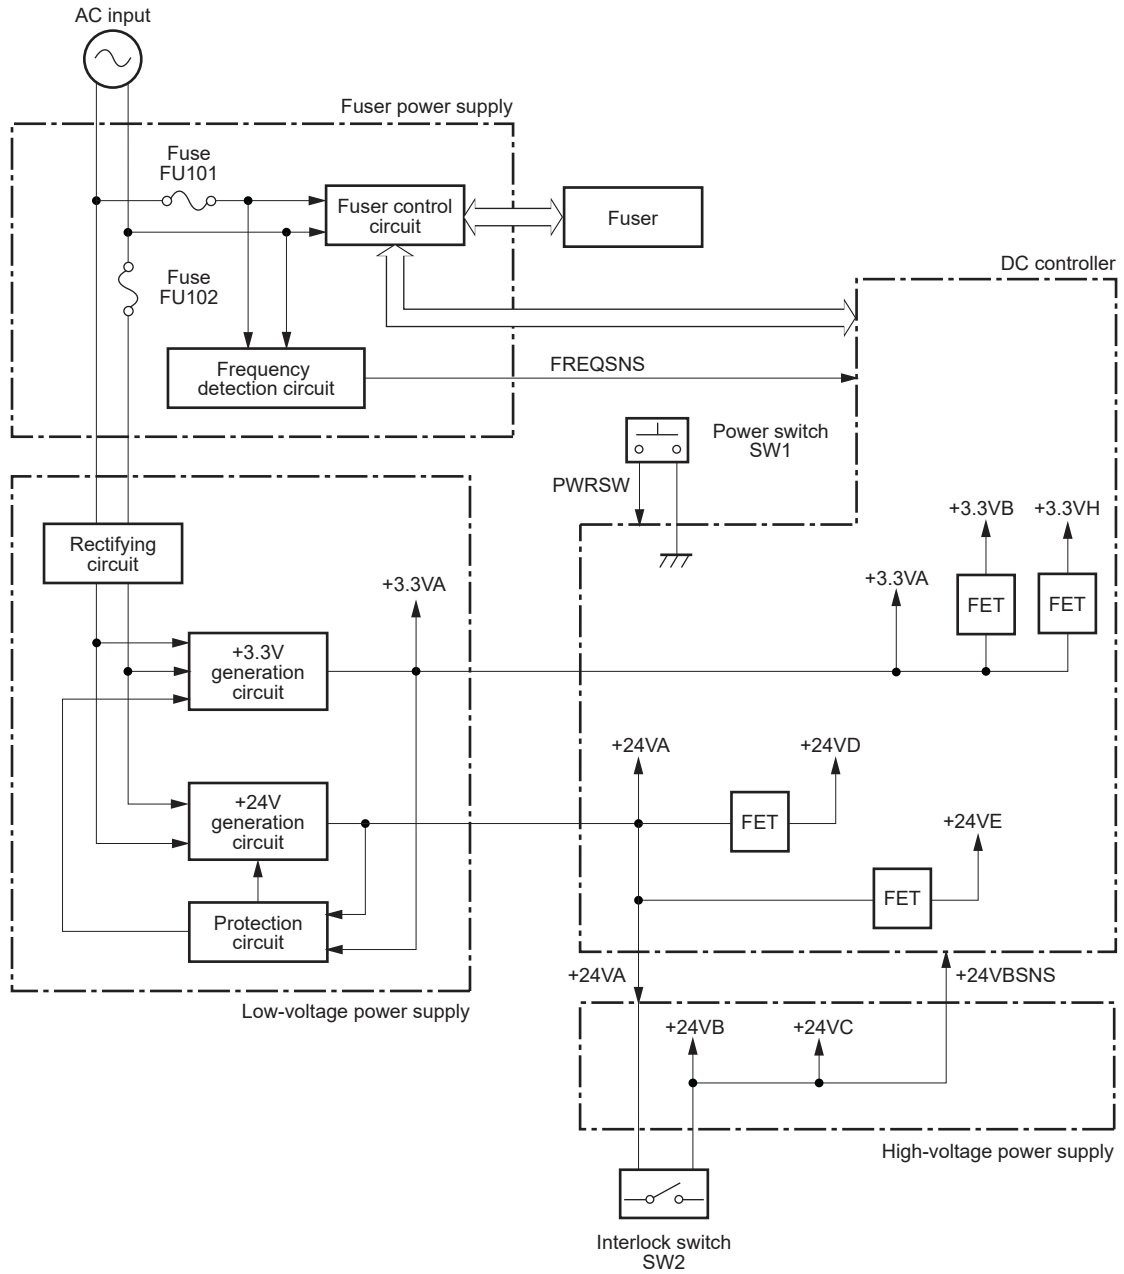 AC input
Fuser power supply
Fuse
FU101
Fuser control
circuit
Fuser
Fuse
FU102
DC controller
Frequency
detection circuit
FREQSNS
Power switch
SW1
PWRSW
+3.3VB
+3.3VH
Rectifying
circuit
+3.3VA
+3.3VA
FET
FET
+3.3V
generation
circuit
+24VA
+24VD
+24V
generation
circuit
FET
+24VE
FET
Protection
circuit
+24VA
+24VBSNS
Low-voltage power supply
+24VB
+24VC
High-voltage power supply
Interlock switch
SW2